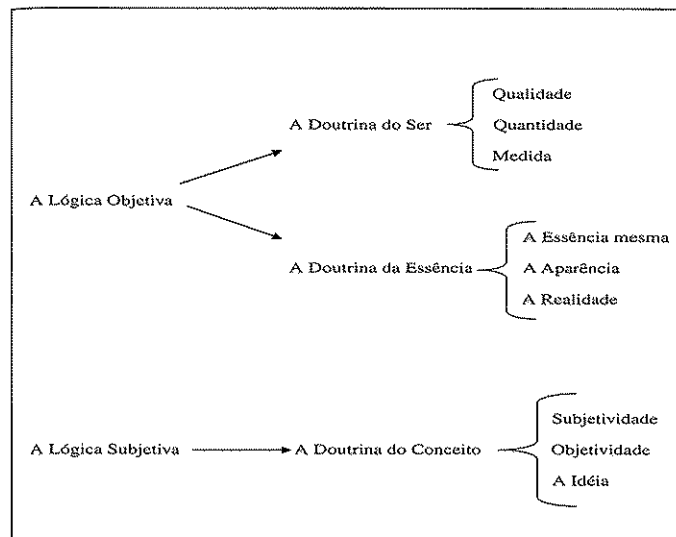 Qualidade
A Doutrina do Ser
Quantidade
Medida
A Lógica Objetiva
A Essência mesma
A Doutrina da Essência
A Aparência
A Realidade
Subjetividade
A Lógica Subjetiva
A Doutrina do Conceito
Objetividade
A Idéia